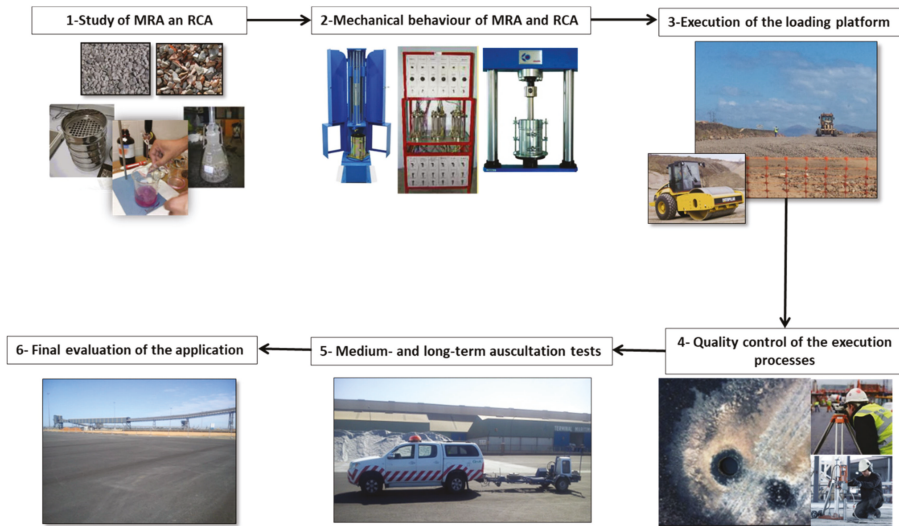 1-Study of MRA an RCA
2-Mechanical behaviour of MRA and RCA
3-Execution of the loading platform
4- Quality control of the execution
processes
5- Medium- and long-term auscultation tests
6- Final evaluation of the application